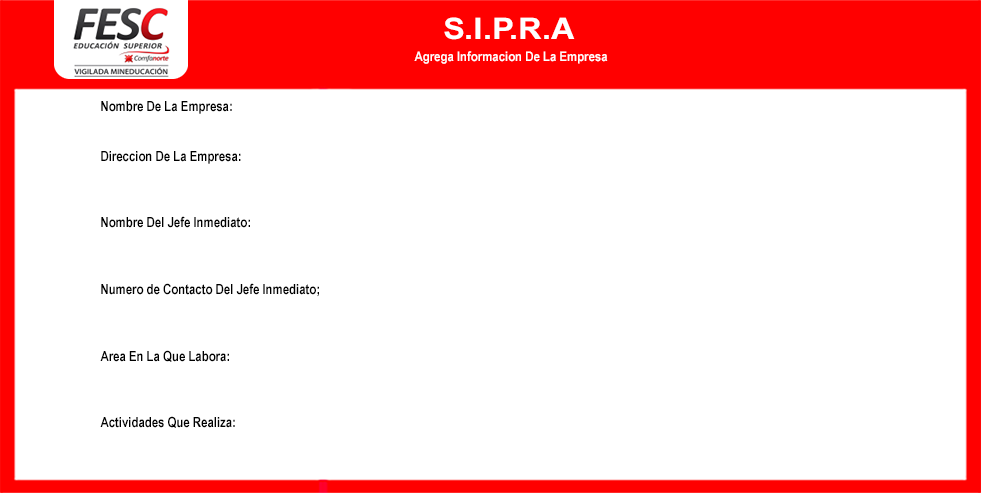 FESC
EDUCACIÓN SUPERIOR
Comfanorte
VIGILADA MINEDUCACIÓN
S.I.P.R.A
Agrega Informacion De La Empresa
Nombre De La Empresa:
Direccion De La Empresa:
Nombre Del Jefe Inmediato:
Numero de Contacto Del Jefe Inmediato;
Area En La Que Labora:
Actividades Que Realiza: